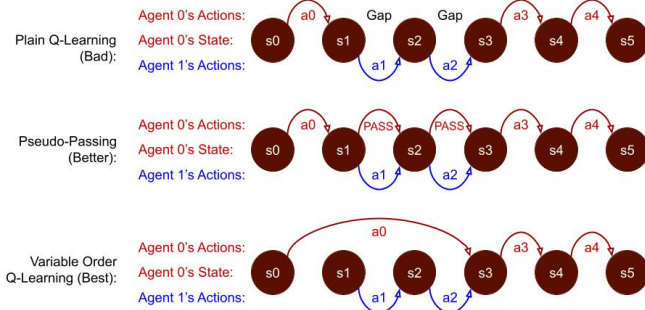 Agent 0's Actions: a0 Gap Gap a3 a4
Plain Q-Learning
(Bad):
Agent 0's State: s0 s1 s2 s3 s4 s5
Agent 1's Actions: a1 a2
Agent 0's Actions: a0 PASS PASS a3 a4
Pseudo-Passing
(Better):
Agent 0's State: s0 s1 s2 s3 s4 s5
Agent 1's Actions: a1 a2
a0
Agent 0's Actions: a3 a4
Variable Order
Q-Learning (Best):
Agent 0's State: s0 s1 s2 s3 s4 s5
Agent 1's Actions: a1 a2